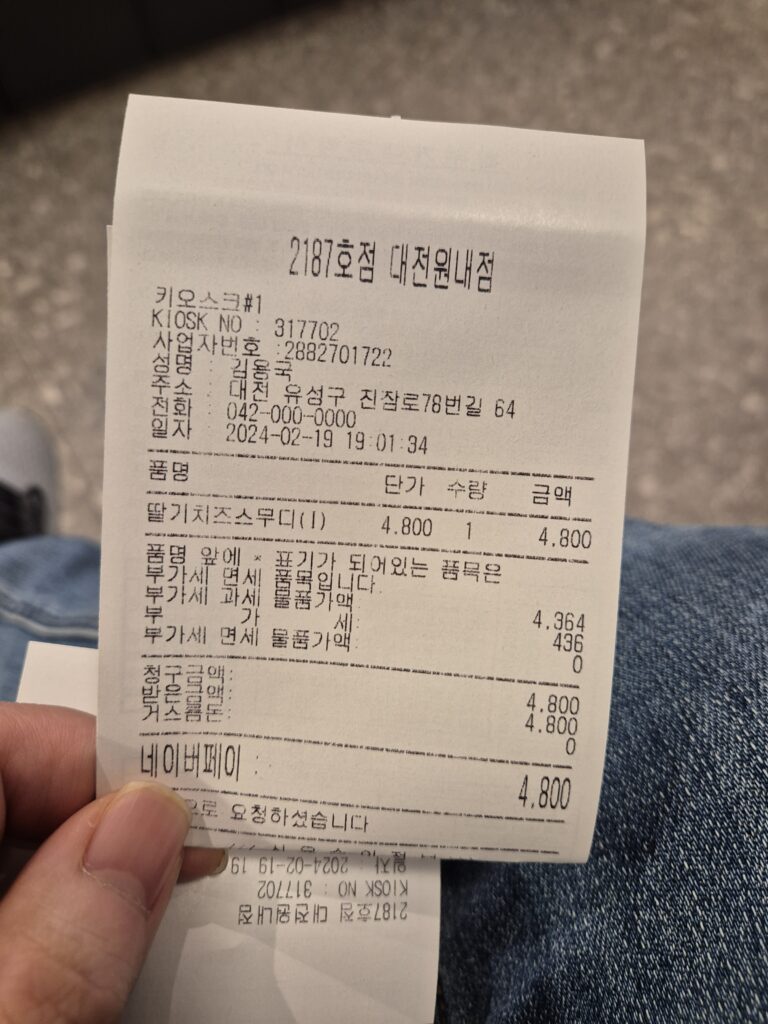 2187호점 대전원내점
키오스크#1
KIOSK NO : 317702
사업자번호 :2882701722
성명 : 김용국
주소 : 대전 유성구 진잠로78번길 64
전화 : 042-000-0000
일자 : 2024-02-19 19:01:34
품명 단가 수량 금액
딸기치즈스무디(I) 4.800 1 4.800
품명 앞에 * 표기가 되어있는 품목은
부가세 면세 품목입니다.
부가세 과세 물품가액: 4.364
부 가 세: 436
부가세 면세 물품가액: 0
청구금액: 4.800
받은금액: 4.800
거스름돈: 0
네이버페이 : 4,800
으로 요청하셨습니다
일자 : 2024-02-19 19
KIOSK NO : 317702
2187호점 대전원내점